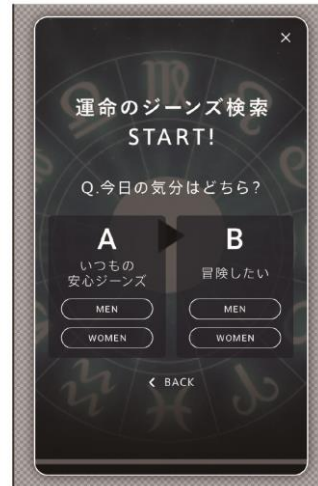 ×
運命のジーンズ検索
START!
Q.今日の気分はどちら?
A
いつもの
安心ジーンズ
MEN
WOMEN
B
冒険したい
MEN
WOMEN
BACK